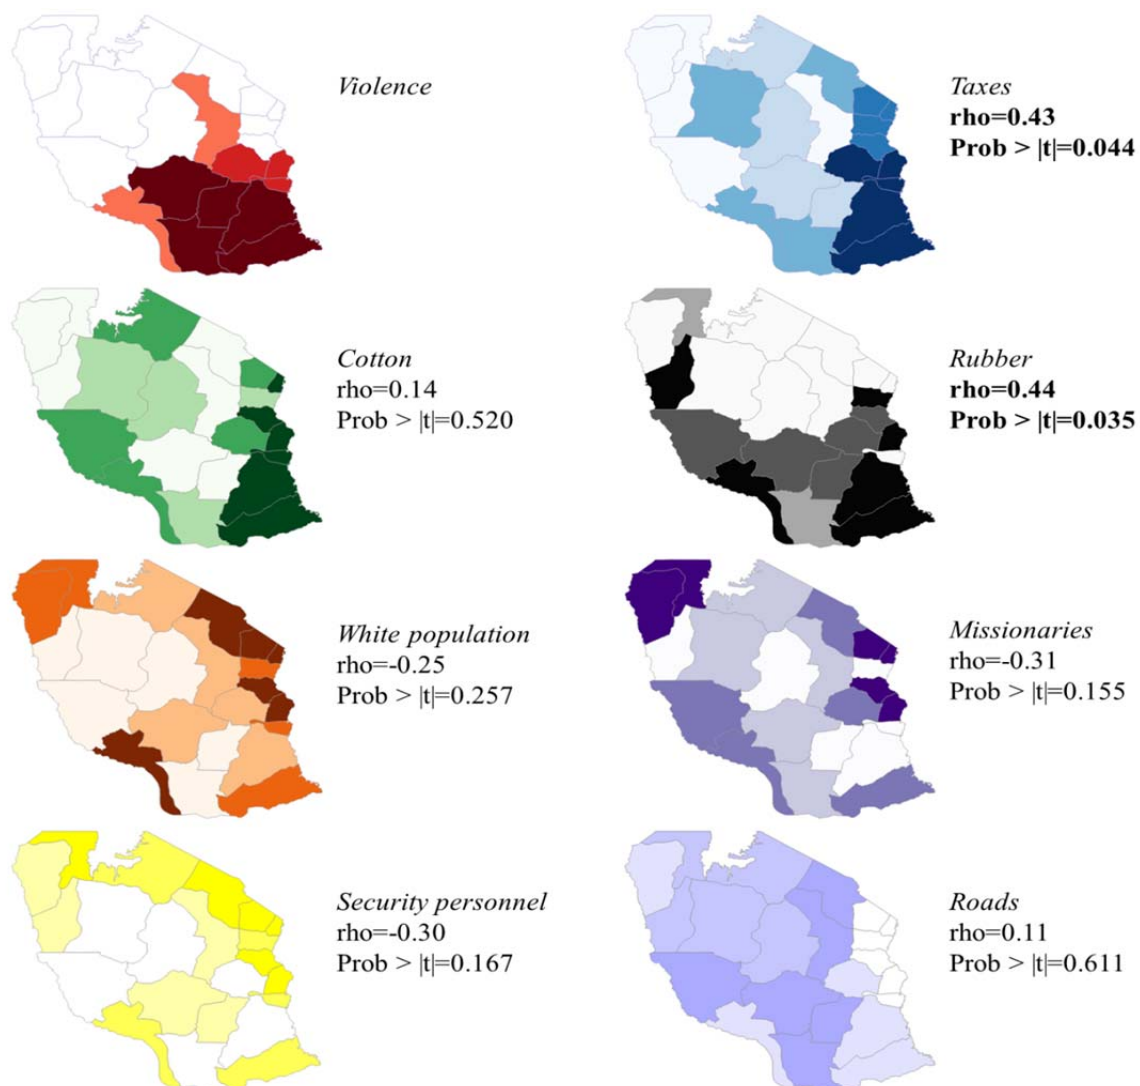 Violence
Taxes
rho=0.43
Prob > |t|=0.044
Cotton
rho=0.14
Prob > |t|=0.520
Rubber
rho=0.44
Prob > |t|=0.035
White population
rho=-0.25
Prob > |t|=0.257
Missionaries
rho=-0.31
Prob > |t|=0.155
Security personnel
rho=-0.30
Prob > |t|=0.167
Roads
rho=0.11
Prob > |t|=0.611